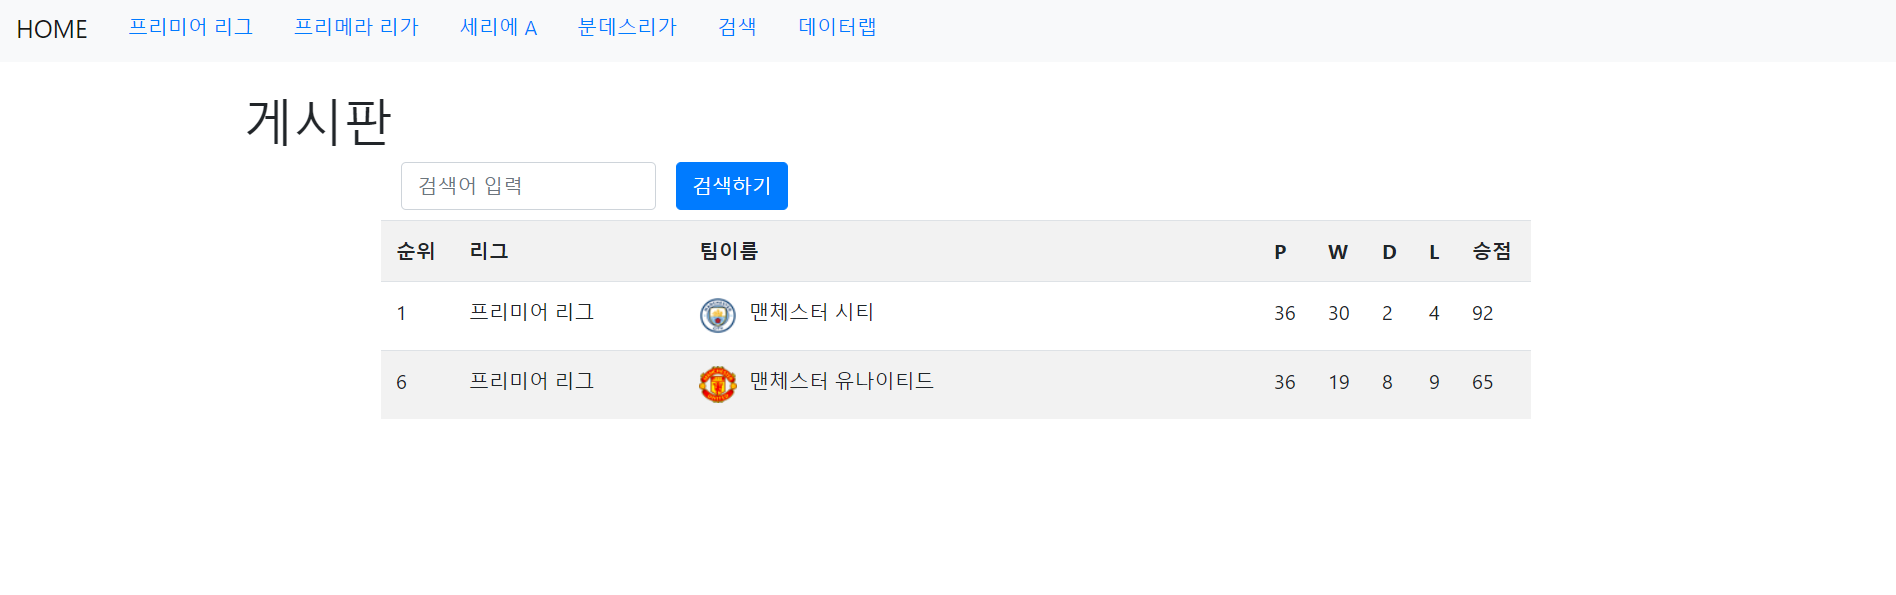 HOME 프리미어 리그 프리메라 리가 세리에 A 분데스리가 검색 데이터랩
게시판
검색어 입력 검색하기
순위 리그 팀이름 P W D L 승점
1 프리미어 리그 맨체스터 시티 36 30 2 4 92
6 프리미어 리그 맨체스터 유나이티드 36 19 8 9 65